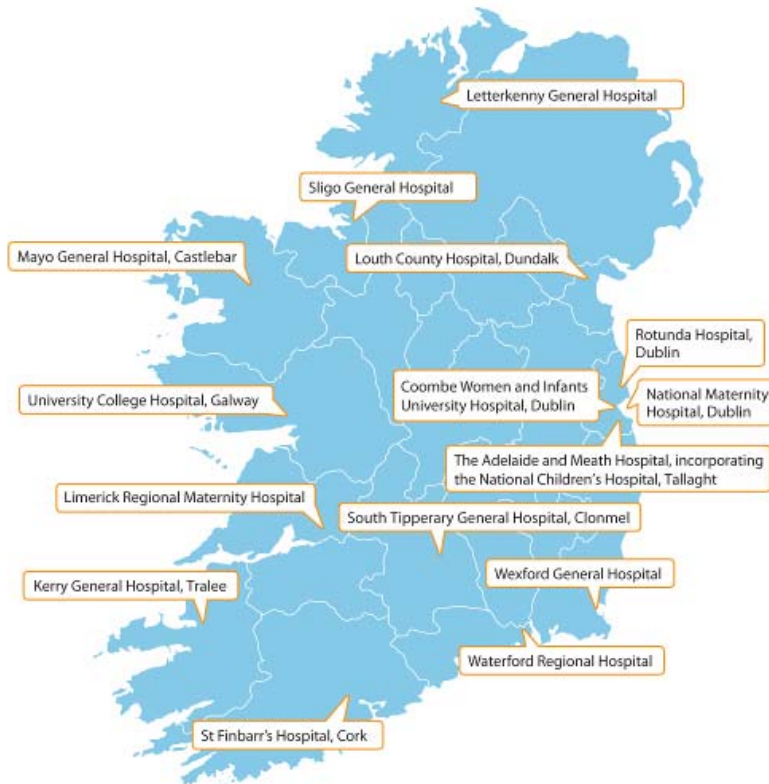 Letterkenny General Hospital
Sligo General Hospital
Mayo General Hospital, Castlebar
Louth County Hospital, Dundalk
Rotunda Hospital,
Dublin
Coombe Women and Infants
University Hospital, Dublin
National Maternity
Hospital, Dublin
University College Hospital, Galway
The Adelaide and Meath Hospital, incorporating
the National Children's Hospital, Tallaght
Limerick Regional Maternity Hospital
South Tipperary General Hospital, Clonmel
Kerry General Hospital, Tralee
Wexford General Hospital
Waterford Regional Hospital
St Finbarr's Hospital, Cork